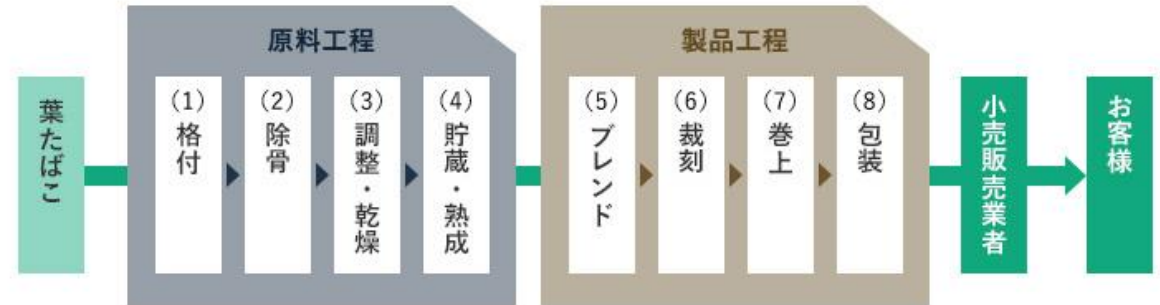 葉たばこ
原料工程
(1)
格付
(2)
除骨
(3)
調整・乾燥
(4)
貯蔵・熟成
製品工程
(5)
ブレンド
(6)
裁刻
(7)
巻上
(8)
包装
小売販売業者
お客様